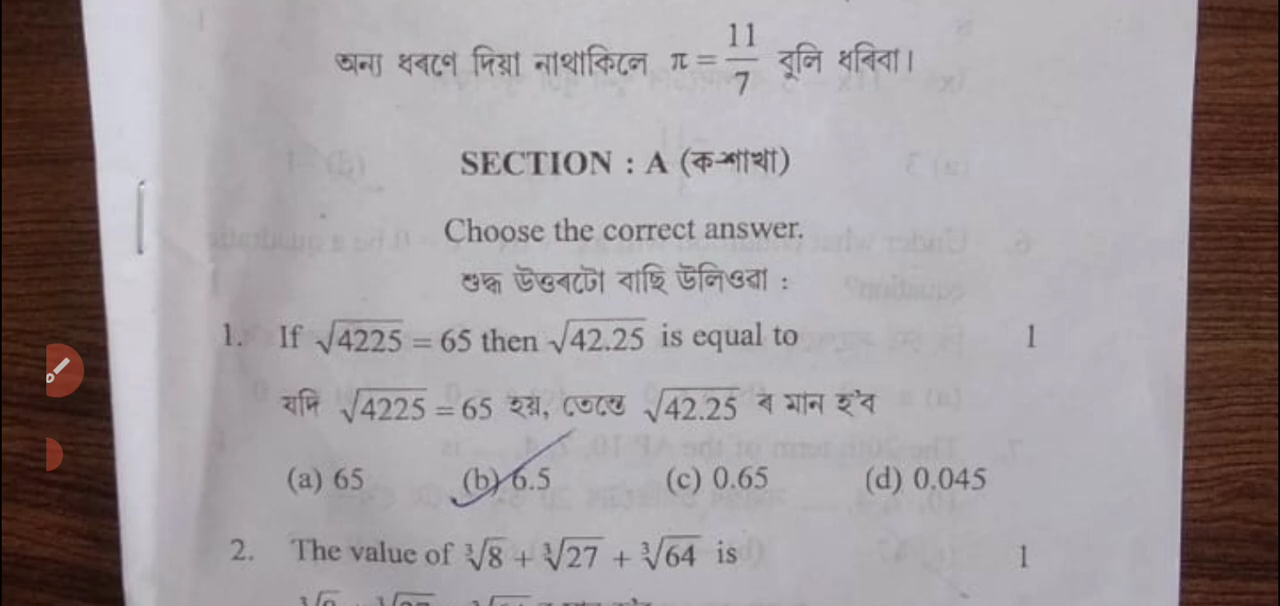 অন্য ধৰণে দিয়া নাথাকিলে π = 11/7 বুলি ধৰিবা।
SECTION : A (ক-শাখা)
Choose the correct answer.
শুদ্ধ উত্তৰটো বাছি উলিওৱা :
1. If √4225 = 65 then √42.25 is equal to 1
যদি √4225 = 65 হয়, তেন্তে √42.25 ৰ মান হ'ব
(a) 65 (b) 6.5 (c) 0.65 (d) 0.045
2. The value of ∛8 + ∛27 + ∛64 is 1